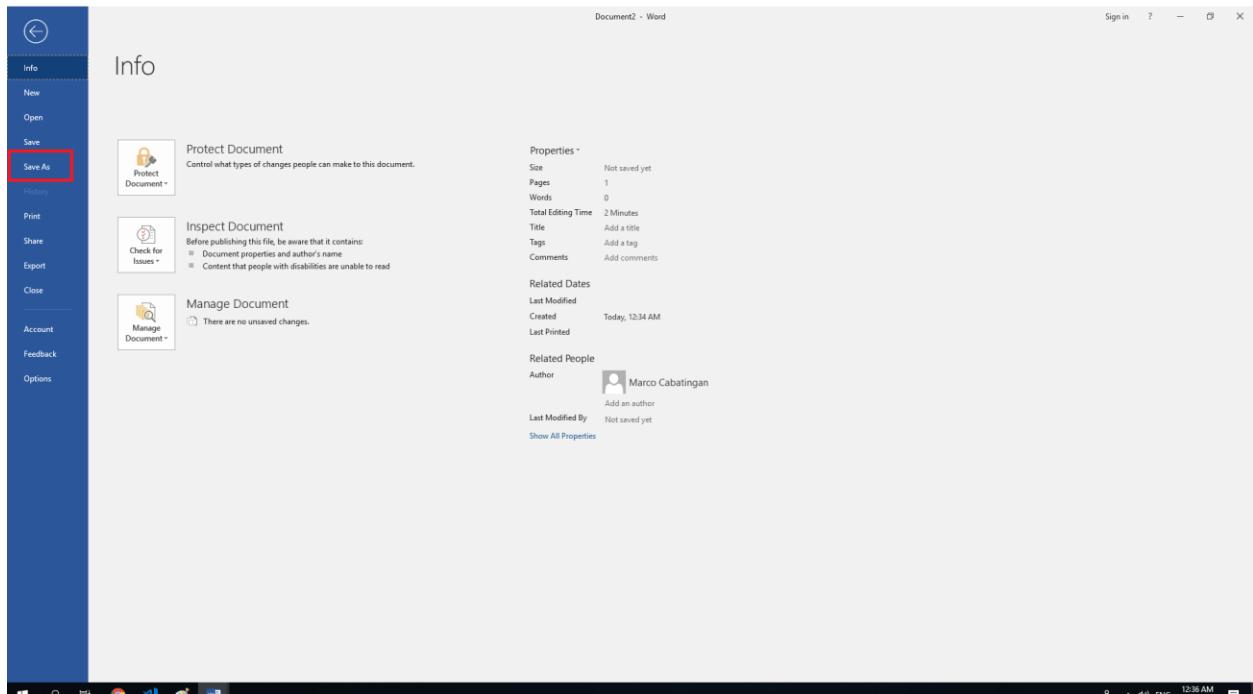 Document2 - Word
Sign in ?
Info
New
Open
Save
Save As
History
Print
Share
Export
Close
Account
Feedback
Options
Info
Protect Document
Protect Document
Control what types of changes people can make to this document.
Check for Issues
Inspect Document
Before publishing this file, be aware that it contains:
Document properties and author's name
Content that people with disabilities are unable to read
Manage Document
Manage Document
There are no unsaved changes.
Properties
Size Not saved yet
Pages 1
Words 0
Total Editing Time 2 Minutes
Title Add a title
Tags Add a tag
Comments Add comments
Related Dates
Last Modified
Created Today, 12:34 AM
Last Printed
Related People
Author Marco Cabatingan
Add an author
Last Modified By Not saved yet
Show All Properties
ENG 12:36 AM